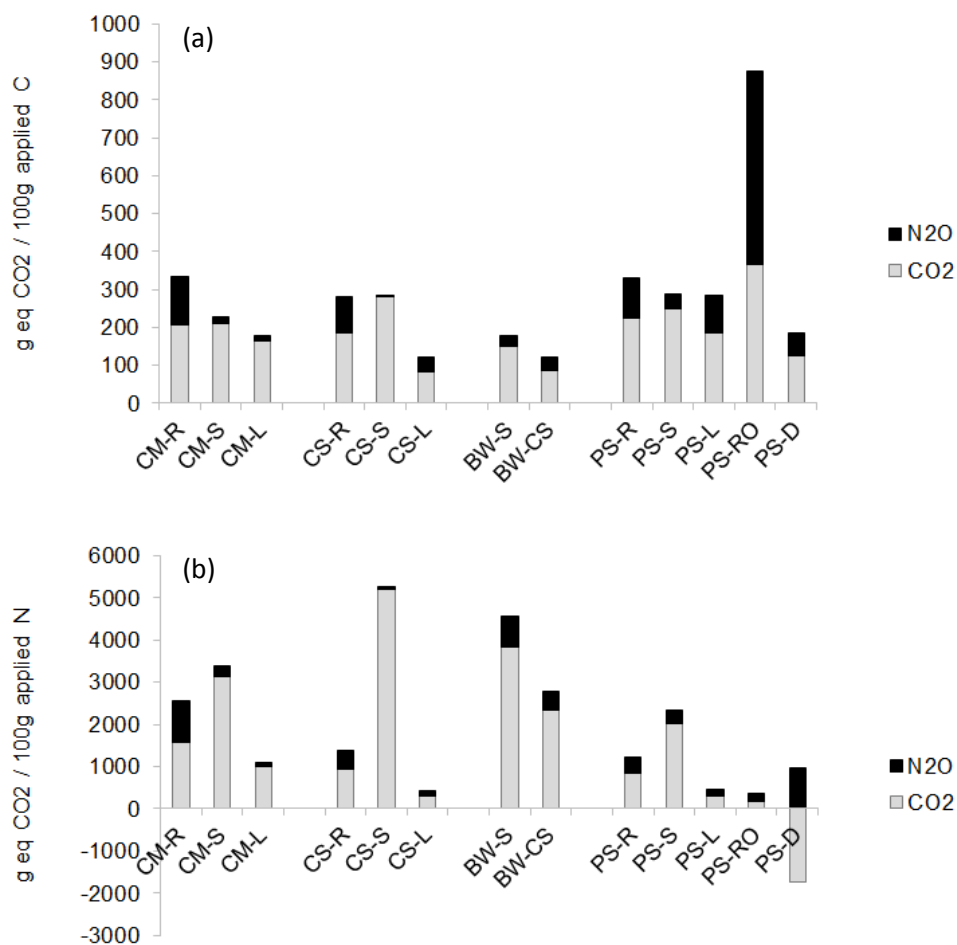 (a)
g eq CO2 / 100g applied C
1000
900
800
700
600
500
400
300
200
100
0
CM-R
CM-S
CM-L
CS-R
CS-S
CS-L
BW-S
BW-CS
PS-R
PS-S
PS-L
PS-RO
PS-D
N2O
CO2
(b)
g eq CO2 / 100g applied N
6000
5000
4000
3000
2000
1000
0
-1000
-2000
-3000
CM-R
CM-S
CM-L
CS-R
CS-S
CS-L
BW-S
BW-CS
PS-R
PS-S
PS-L
PS-RO
PS-D
N2O
CO2